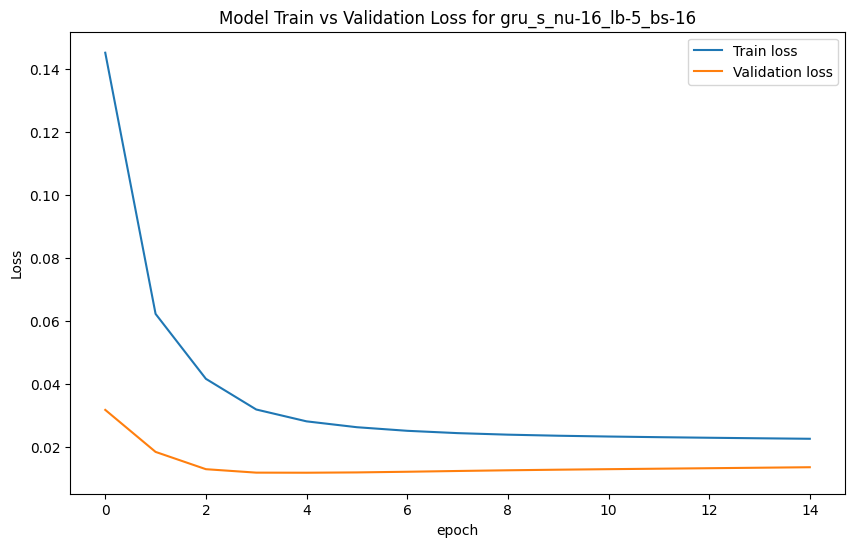 Model Train vs Validation Loss for gru_s_nu-16_lb-5_bs-16
Train loss
Validation loss
0.14
0.12
0.10
0.08
0.06
0.04
0.02
Loss
0 2 4 6 8 10 12 14
epoch